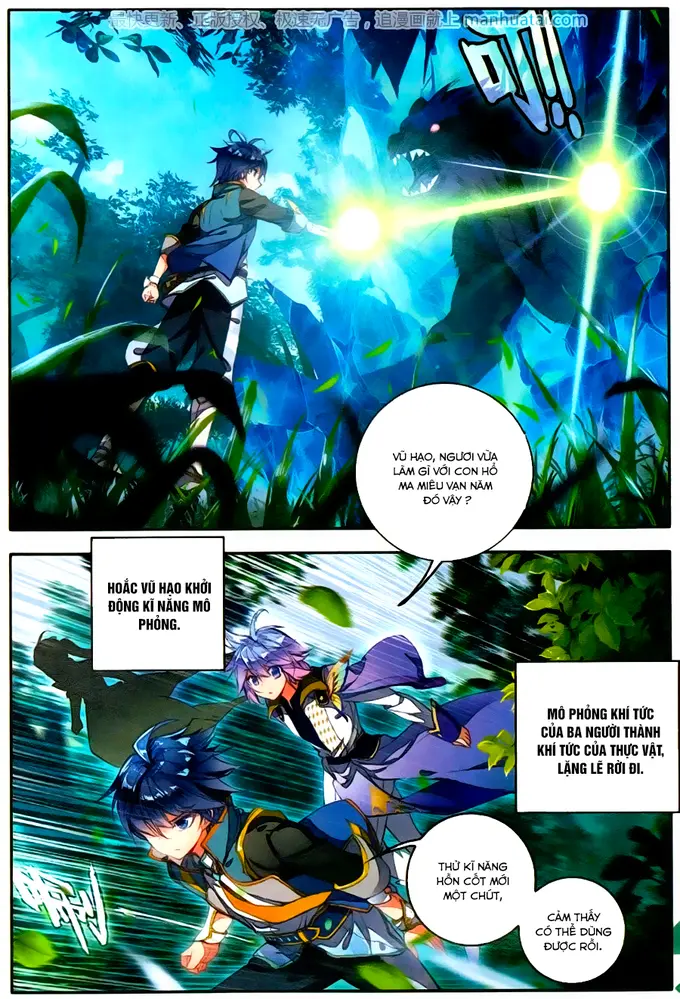 最快更新、正版授权、极速无广告，追漫画就上 manhuatai.com
VŨ HẠO, NGƯƠI VỪA
LÀM GÌ VỚI CON HỔ
MA MIÊU VẠN NĂM
ĐÓ VẬY ?
HOẮC VŨ HẠO KHỞI
ĐỘNG KĨ NĂNG MÔ
PHỎNG.
MÔ PHỎNG KHÍ TỨC
CỦA BA NGƯỜI THÀNH
KHÍ TỨC CỦA THỰC VẬT,
LẶNG LẼ RỜI ĐI.
THỬ KĨ NĂNG
HỒN CỐT MỚI
MỘT CHÚT,
CẢM THẤY
CÓ THỂ DÙNG
ĐƯỢC RỒI.